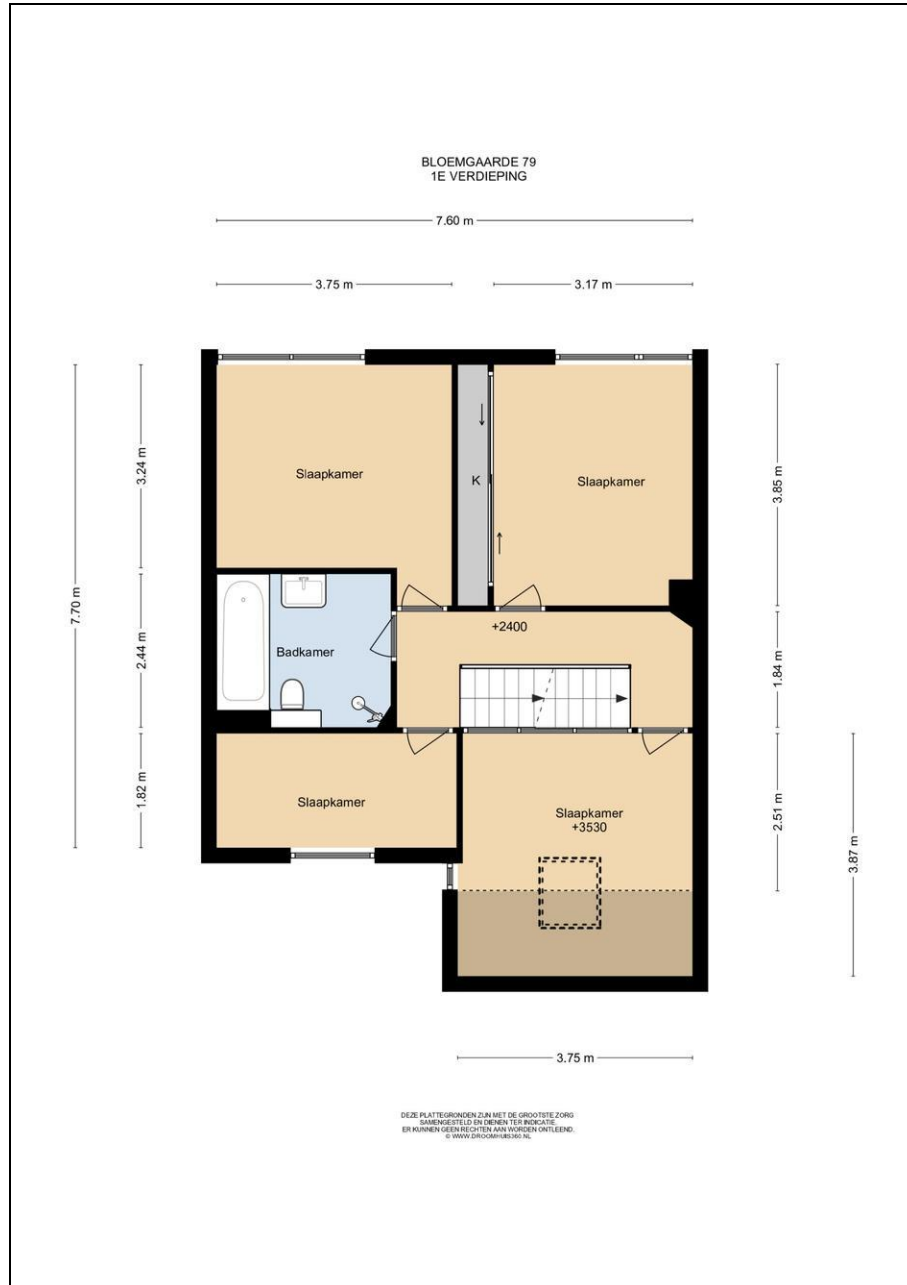 BLOEMGAARDE 79
1E VERDIEPING
7.60 m
3.75 m
3.17 m
Slaapkamer
K
Slaapkamer
3.24 m
3.85 m
7.70 m
2.44 m
Badkamer
+2400
1.84 m
1.82 m
Slaapkamer
Slaapkamer
+3530
2.51 m
3.87 m
3.75 m
DEZE PLATTEGRONDEN ZIJN MET DE GROOTSTE ZORG
SAMENGESTELD EN DIENEN TER INDICATIE.
ER KUNNEN GEEN RECHTEN AAN WORDEN ONTLEEND.
© WWW.DROOMHUIS360.NL